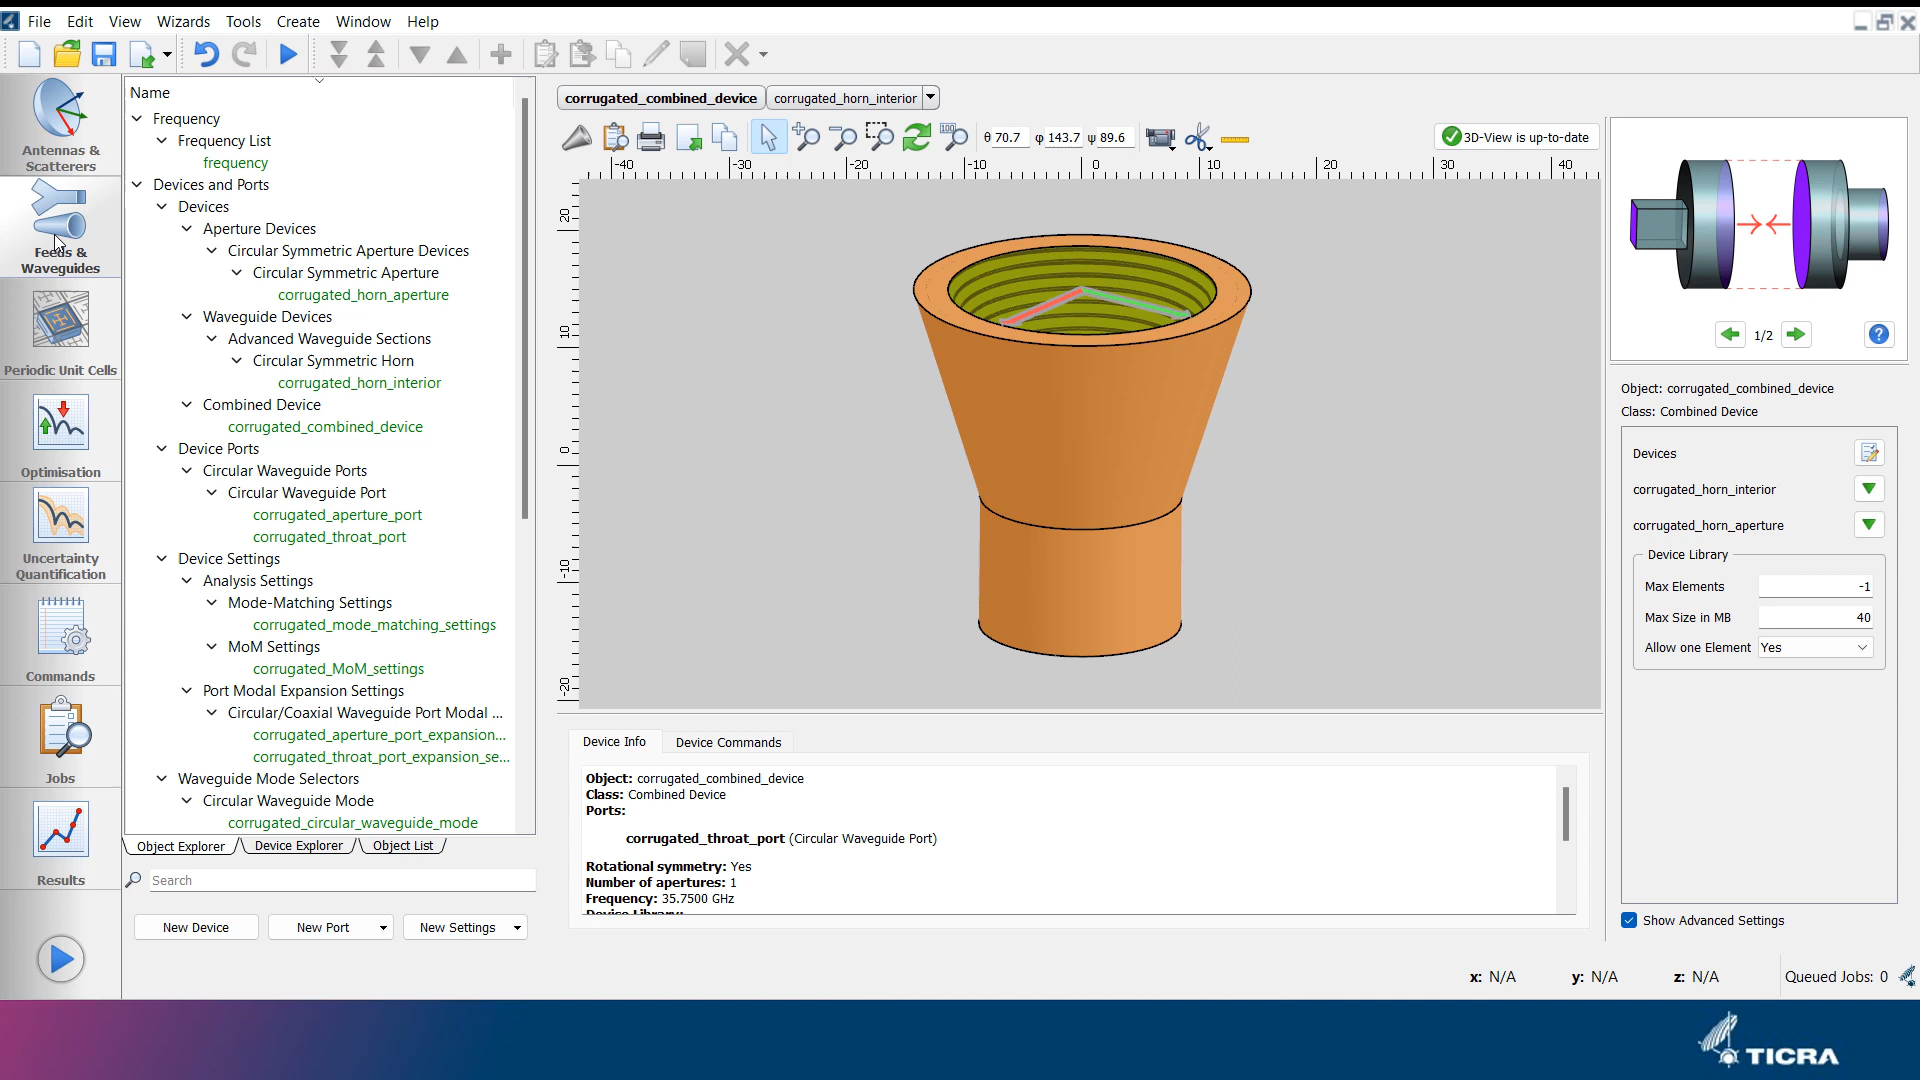 File Edit View Wizards Tools Create Window Help
Antennas &
Scatterers
Feeds &
Waveguides
Periodic Unit Cells
Optimisation
Uncertainty
Quantification
Commands
Jobs
Results
Name
Frequency
Frequency List
frequency
Devices and Ports
Devices
Aperture Devices
Circular Symmetric Aperture Devices
Circular Symmetric Aperture
corrugated_horn_aperture
Waveguide Devices
Advanced Waveguide Sections
Circular Symmetric Horn
corrugated_horn_interior
Combined Device
corrugated_combined_device
Device Ports
Circular Waveguide Ports
Circular Waveguide Port
corrugated_aperture_port
corrugated_throat_port
Device Settings
Analysis Settings
Mode-Matching Settings
corrugated_mode_matching_settings
MoM Settings
corrugated_MoM_settings
Port Modal Expansion Settings
Circular/Coaxial Waveguide Port Modal ...
corrugated_aperture_port_expansion...
corrugated_throat_port_expansion_se...
Waveguide Mode Selectors
Circular Waveguide Mode
corrugated_circular_waveguide_mode
Object Explorer Device Explorer Object List
Search
New Device New Port New Settings
corrugated_combined_device corrugated_horn_interior
100 θ 70.7 φ 143.7 ψ 89.6 3D-View is up-to-date
-40 -30 -20 -10 0 10 20 30 40
20
10
0
-10
-20
Device Info Device Commands
Object: corrugated_combined_device
Class: Combined Device
Ports:
corrugated_throat_port (Circular Waveguide Port)
Rotational symmetry: Yes
Number of apertures: 1
Frequency: 35.7500 GHz
Device Library:
1/2 ?
Object: corrugated_combined_device
Class: Combined Device
Devices
corrugated_horn_interior
corrugated_horn_aperture
Device Library
Max Elements -1
Max Size in MB 40
Allow one Element Yes
Show Advanced Settings
x: N/A y: N/A z: N/A Queued Jobs: 0
TICRA